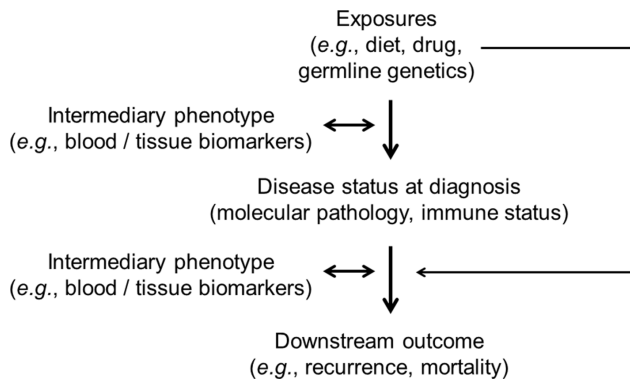 Exposures
(e.g., diet, drug,
germline genetics)
Intermediary phenotype
(e.g., blood / tissue biomarkers)
Disease status at diagnosis
(molecular pathology, immune status)
Intermediary phenotype
(e.g., blood / tissue biomarkers)
Downstream outcome
(e.g., recurrence, mortality)